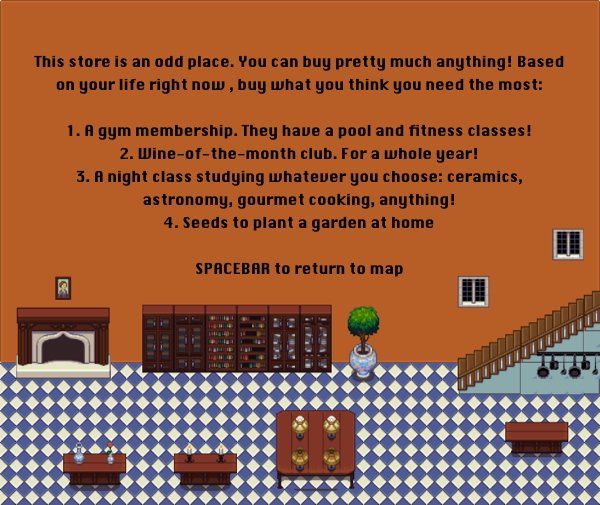 This store is an odd place. You can buy pretty much anything! Based
on your life right now , buy what you think you need the most:
1. A gym membership. They have a pool and fitness classes!
2. Wine-of-the-month club. For a whole year!
3. A night class studying whatever you choose: ceramics,
astronomy, gourmet cooking, anything!
4. Seeds to plant a garden at home
SPACEBAR to return to map